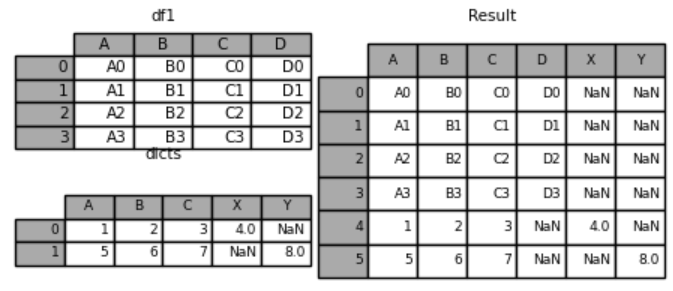 df1
A B C D
0 A0 B0 C0 D0
1 A1 B1 C1 D1
2 A2 B2 C2 D2
3 A3 B3 C3 D3
dicts
A B C X Y
0 1 2 3 4.0 NaN
1 5 6 7 NaN 8.0
Result
A B C D X Y
0 A0 B0 C0 D0 NaN NaN
1 A1 B1 C1 D1 NaN NaN
2 A2 B2 C2 D2 NaN NaN
3 A3 B3 C3 D3 NaN NaN
4 1 2 3 NaN 4.0 NaN
5 5 6 7 NaN NaN 8.0